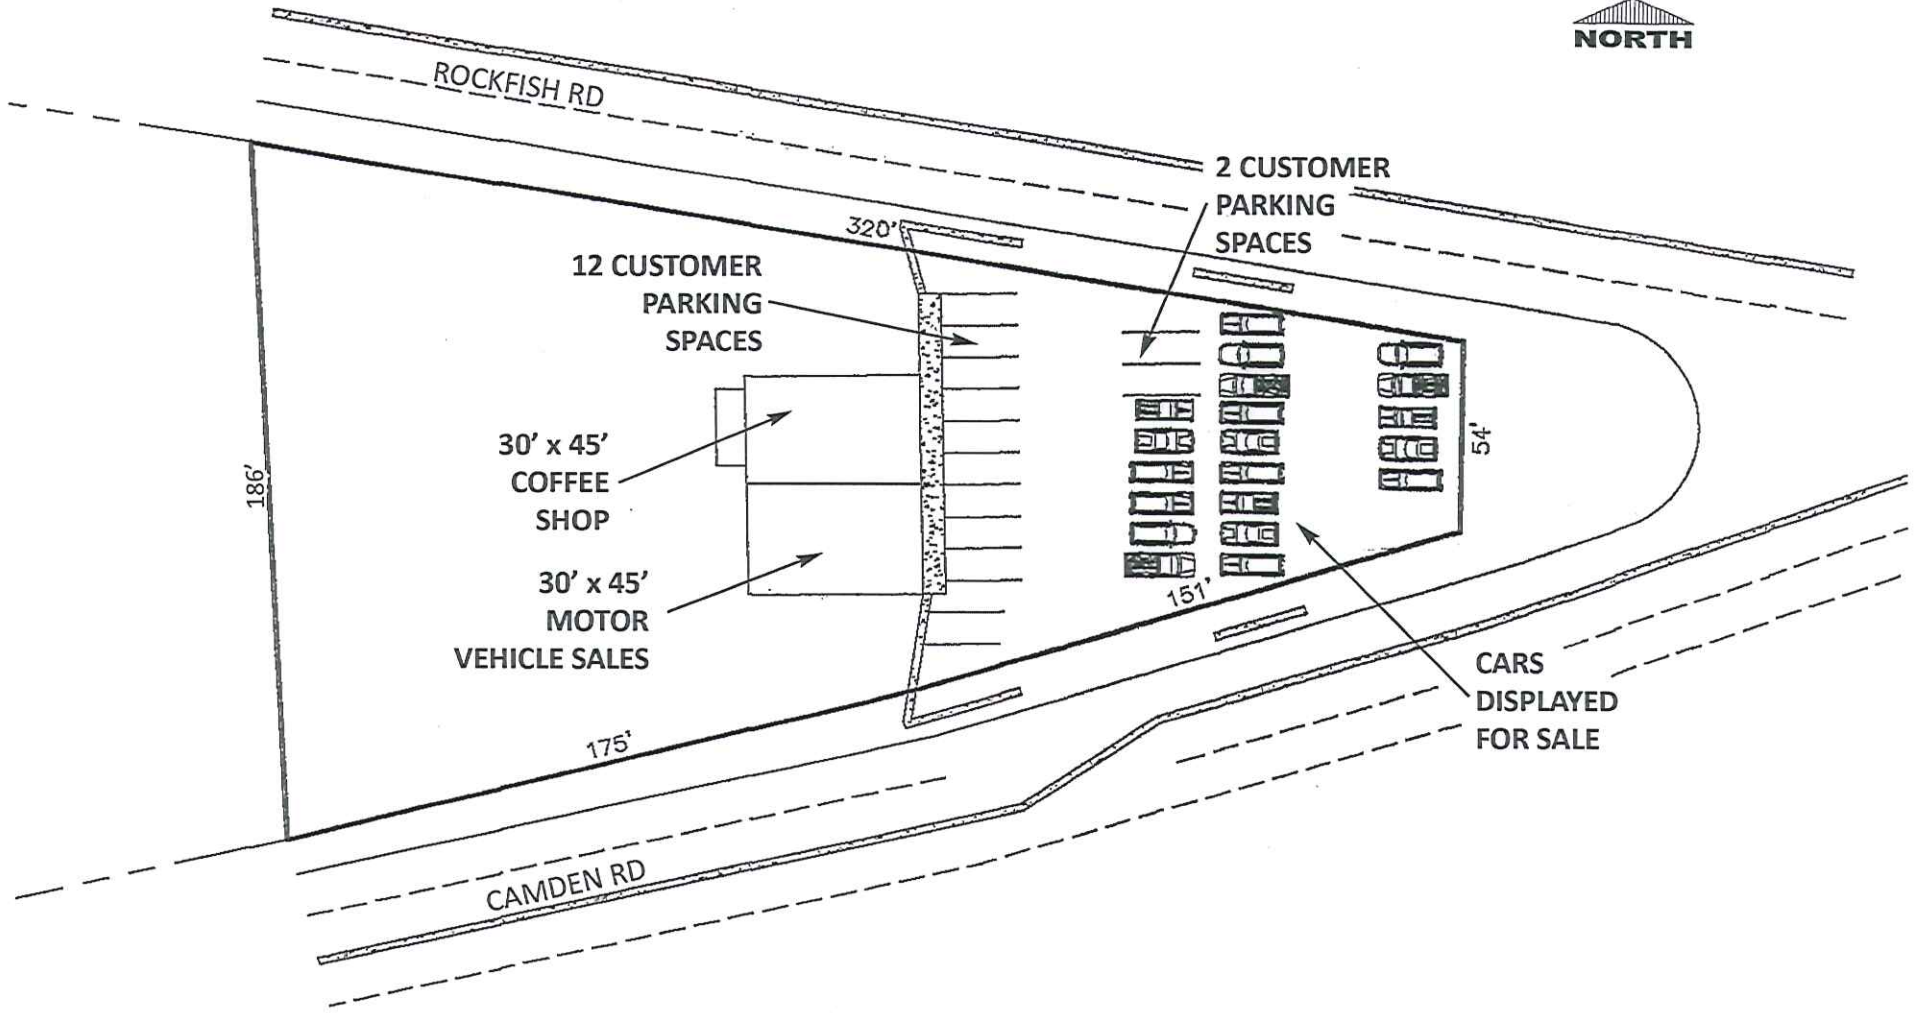 NORTH
ROCKFISH RD
2 CUSTOMER
PARKING
SPACES
320'
12 CUSTOMER
PARKING
SPACES
30' x 45'
COFFEE
SHOP
186'
54'
30' x 45'
MOTOR
VEHICLE SALES
151'
CARS
DISPLAYED
FOR SALE
175'
CAMDEN RD